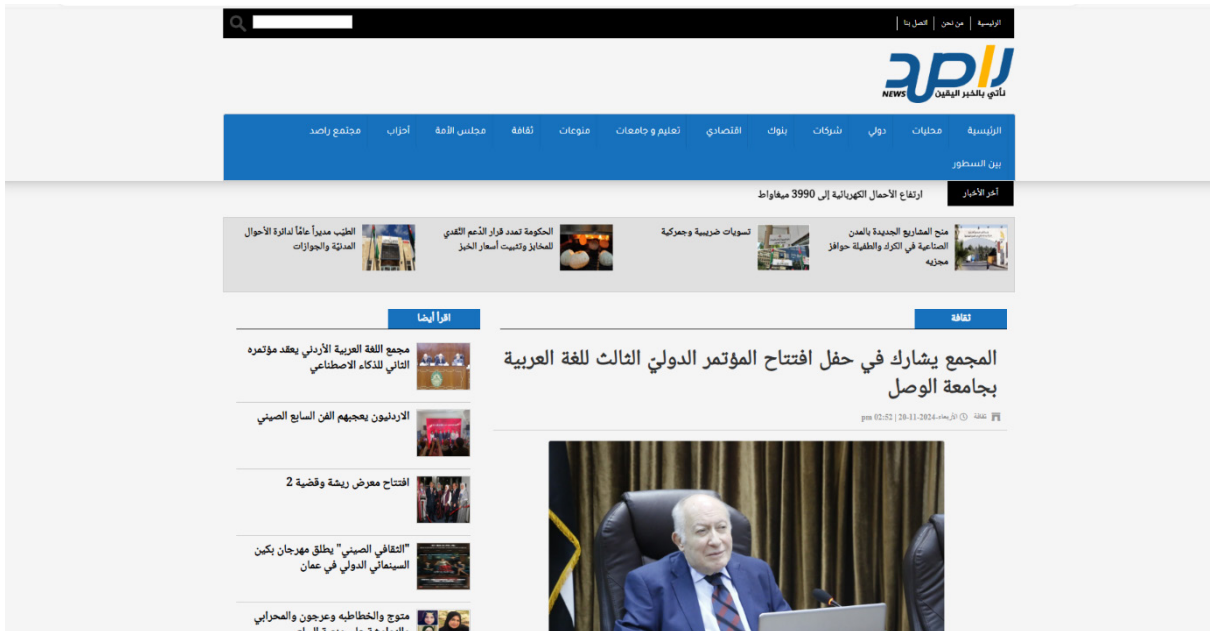 الرئيسية | من نحن | اتصل بنا |
راصد
NEWS نأتي بالخبر اليقين
الرئيسية محليات دولي شركات بنوك اقتصادي تعليم و جامعات منوعات ثقافة مجلس الأمة أحزاب مجتمع راصد
بين السطور
آخر الأخبار ارتفاع الأحمال الكهربائية إلى 3990 ميغاواط
منح المشاريع الجديدة بالمدن
الصناعية في الكرك والطفيلة حوافز
مجزيه
تسويات ضريبية وجمركية
الحكومة تمدد قرار الدّعم النّقدي
للمخابز وتثبيت أسعار الخبز
الطيّب مديراً عامّاً لدائرة الأحوال
المدنيّة والجوازات
ثقافة
المجمع يشارك في حفل افتتاح المؤتمر الدوليّ الثالث للغة العربية
بجامعة الوصل
ثقافة الأربعاء-2024-11-20 | 02:52 pm
اقرأ أيضا
مجمع اللغة العربية الأردني يعقد مؤتمره
الثاني للذكاء الاصطناعي
الاردنيون يعجبهم الفن السابع الصيني
افتتاح معرض ريشة وقضية 2
"الثقافي الصيني" يطلق مهرجان بكين
السينمائي الدولي في عمان
متوج والخطاطبه وعرجون والمحرابي